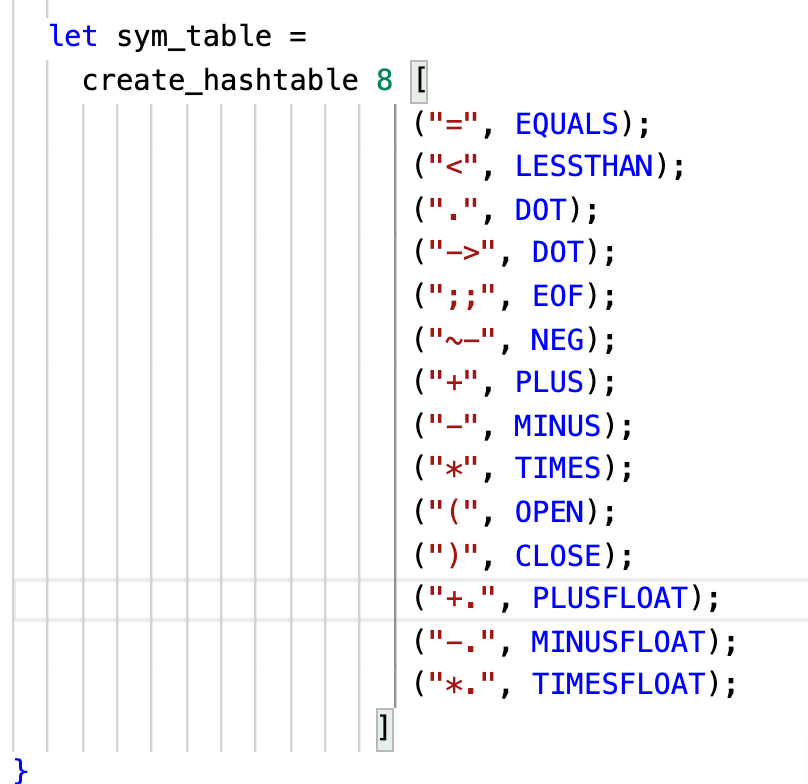 let sym_table =
create_hashtable 8 [
("=", EQUALS);
("<", LESSTHAN);
(".", DOT);
("->", DOT);
(";;", EOF);
("~-", NEG);
("+", PLUS);
("-", MINUS);
("*", TIMES);
("(", OPEN);
(")", CLOSE);
("+.", PLUSFLOAT);
("-.", MINUSFLOAT);
("*.", TIMESFLOAT);
]
}